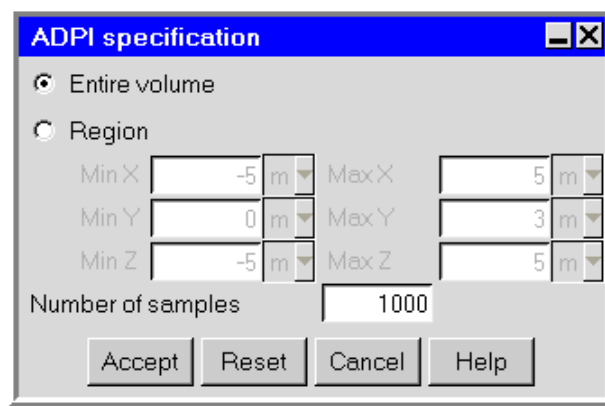 ADPI specification
Entire volume
Region
Min X -5 m Max X 5 m
Min Y 0 m Max Y 3 m
Min Z -5 m Max Z 5 m
Number of samples 1000
Accept Reset Cancel Help